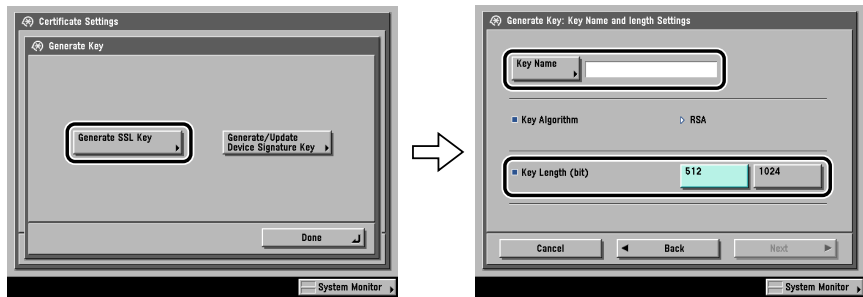 Certificate Settings
Generate Key
Generate SSL Key
Generate/Update
Device Signature Key
Done
System Monitor
Generate Key: Key Name and length Settings
Key Name
Key Algorithm
RSA
Key Length (bit)
512
1024
Cancel
Back
Next
System Monitor